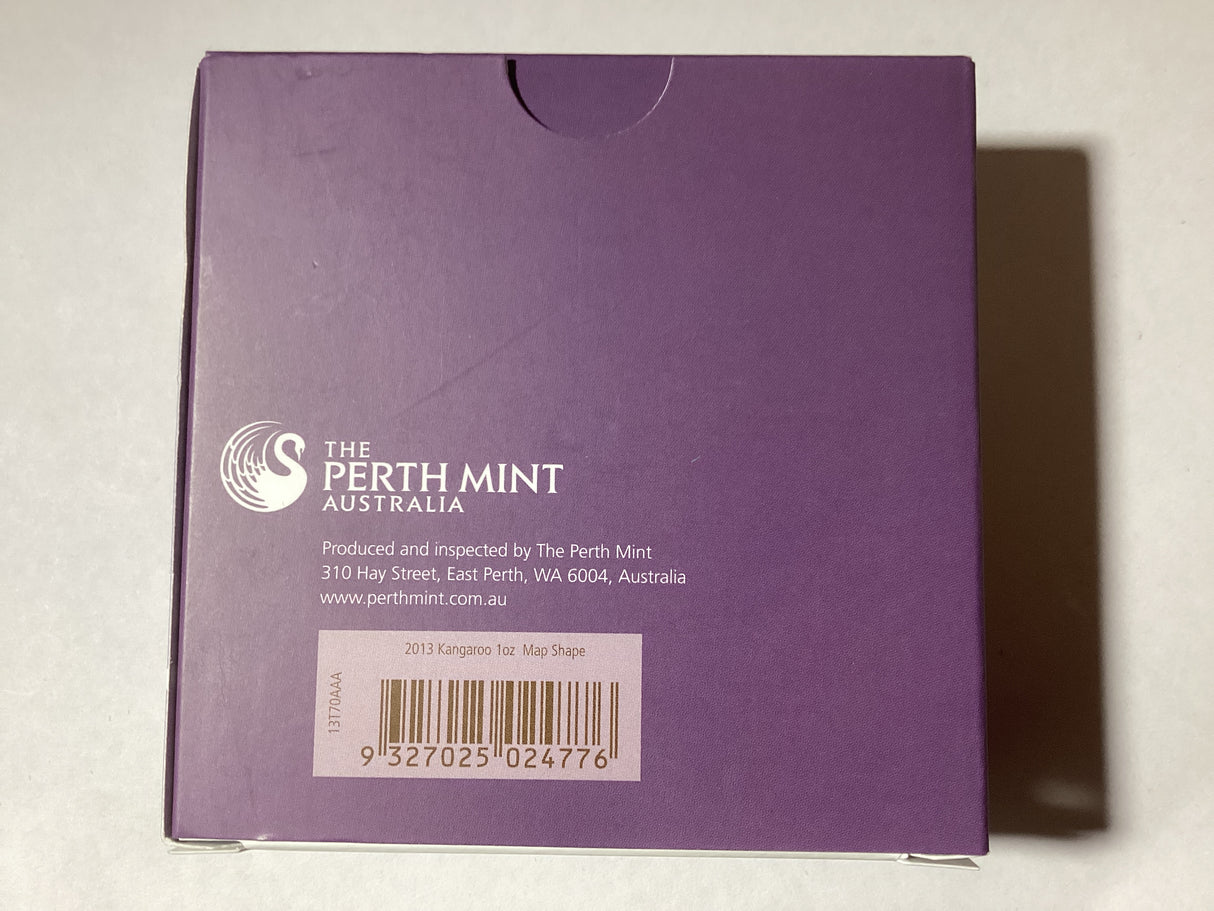 THE
PERTH MINT
AUSTRALIA
Produced and inspected by The Perth Mint
310 Hay Street, East Perth, WA 6004, Australia
www.perthmint.com.au
2013 Kangaroo 1oz Map Shape
13T70AAA
9 327025 024776